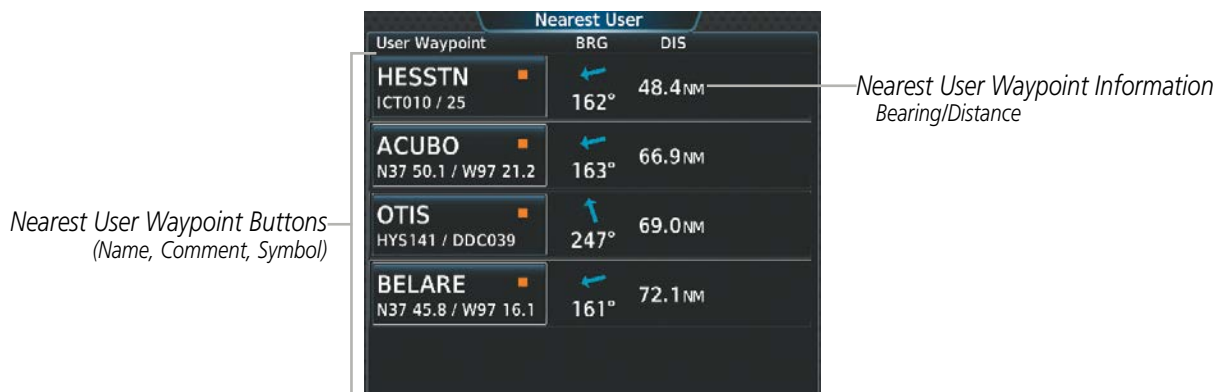 Nearest User
User Waypoint BRG DIS
HESSTN
ICT010 / 25
162°
48.4NM
ACUBO
N37 50.1 / W97 21.2
163°
66.9NM
OTIS
HYS141 / DDC039
247°
69.0NM
BELARE
N37 45.8 / W97 16.1
161°
72.1NM
Nearest User Waypoint Buttons
(Name, Comment, Symbol)
Nearest User Waypoint Information
Bearing/Distance